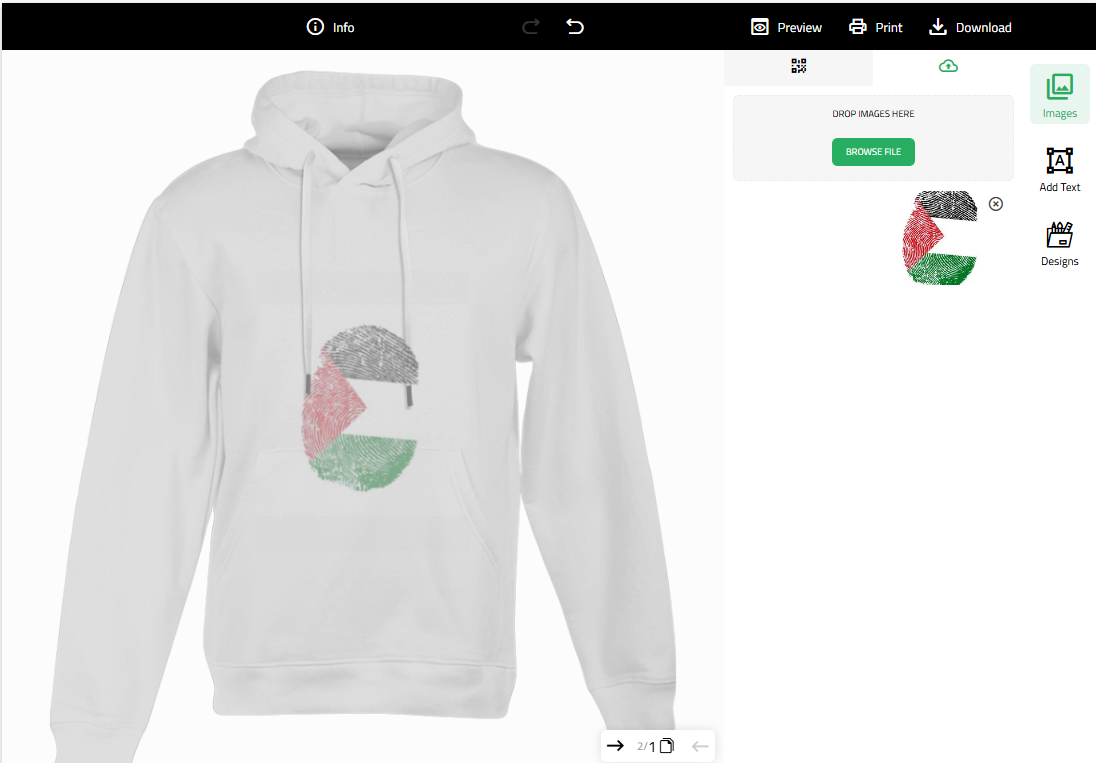 Info
Preview
Print
Download
DROP IMAGES HERE
BROWSE FILE
Images
A
Add Text
Designs
2/1